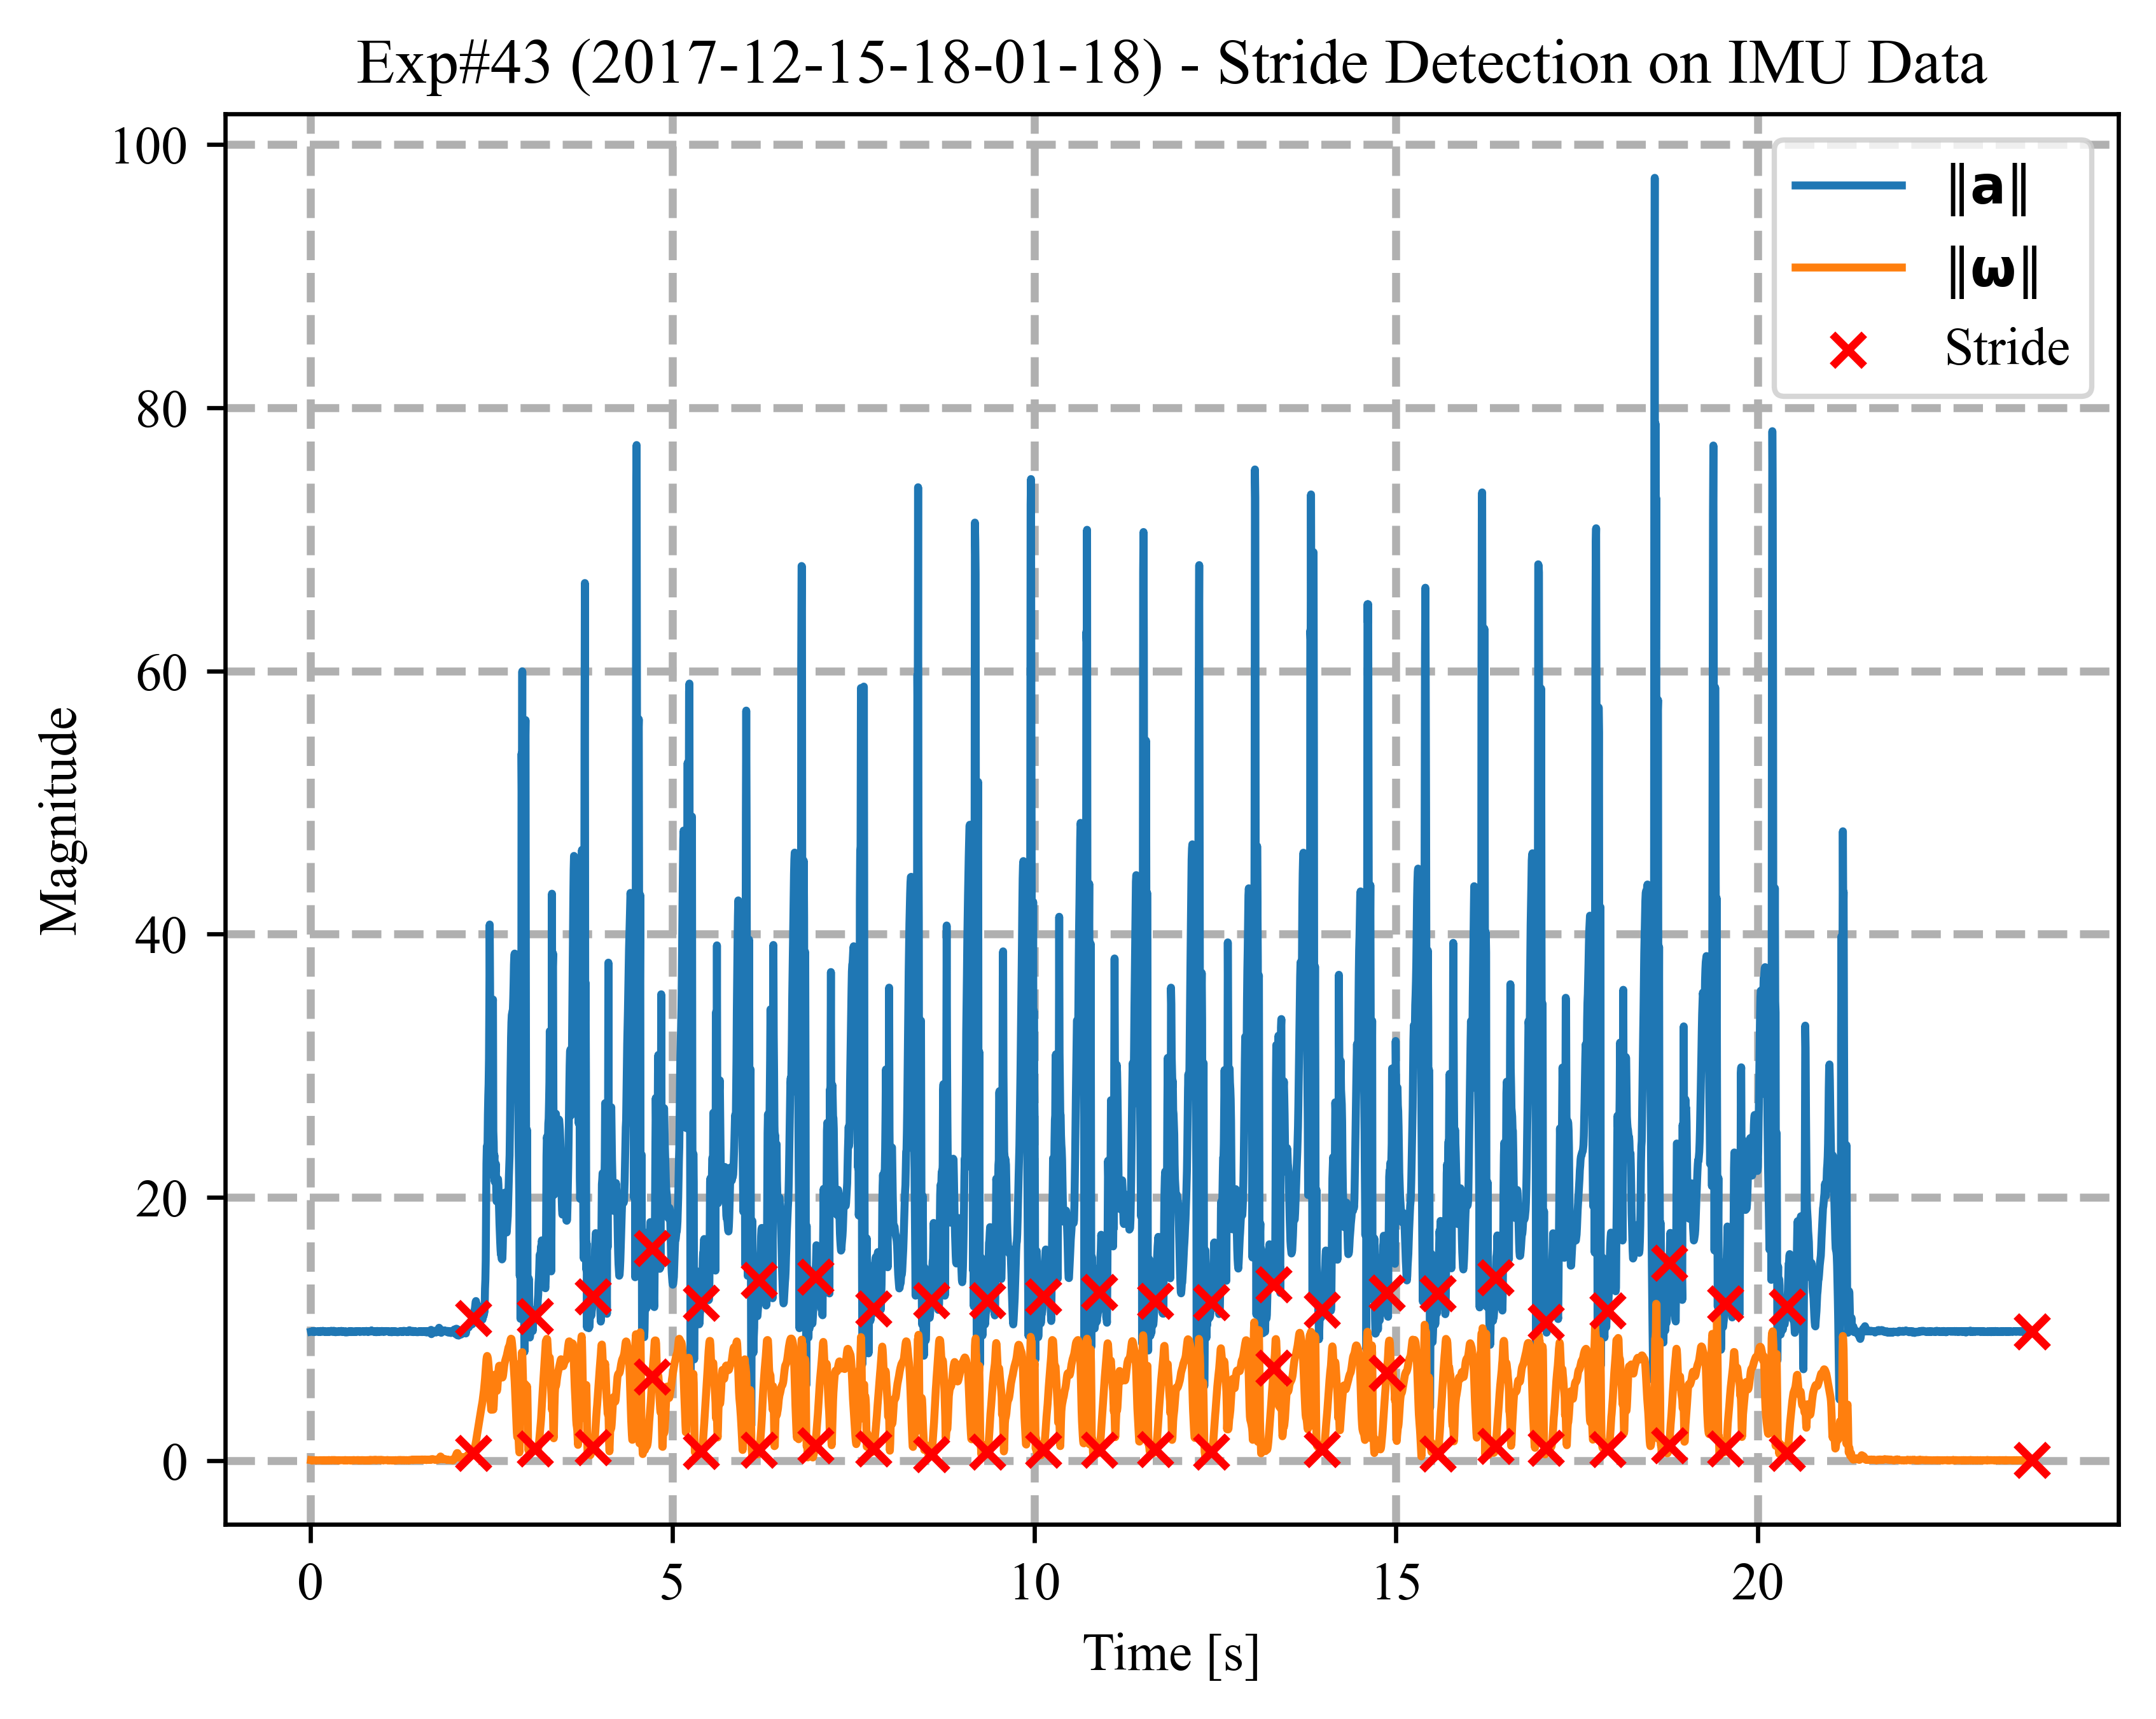 Exp#43 (2017-12-15-18-01-18) - Stride Detection on IMU Data
100
80
60
40
20
0
Magnitude
‖a‖
‖ω‖
Stride
0 5 10 15 20
Time [s]